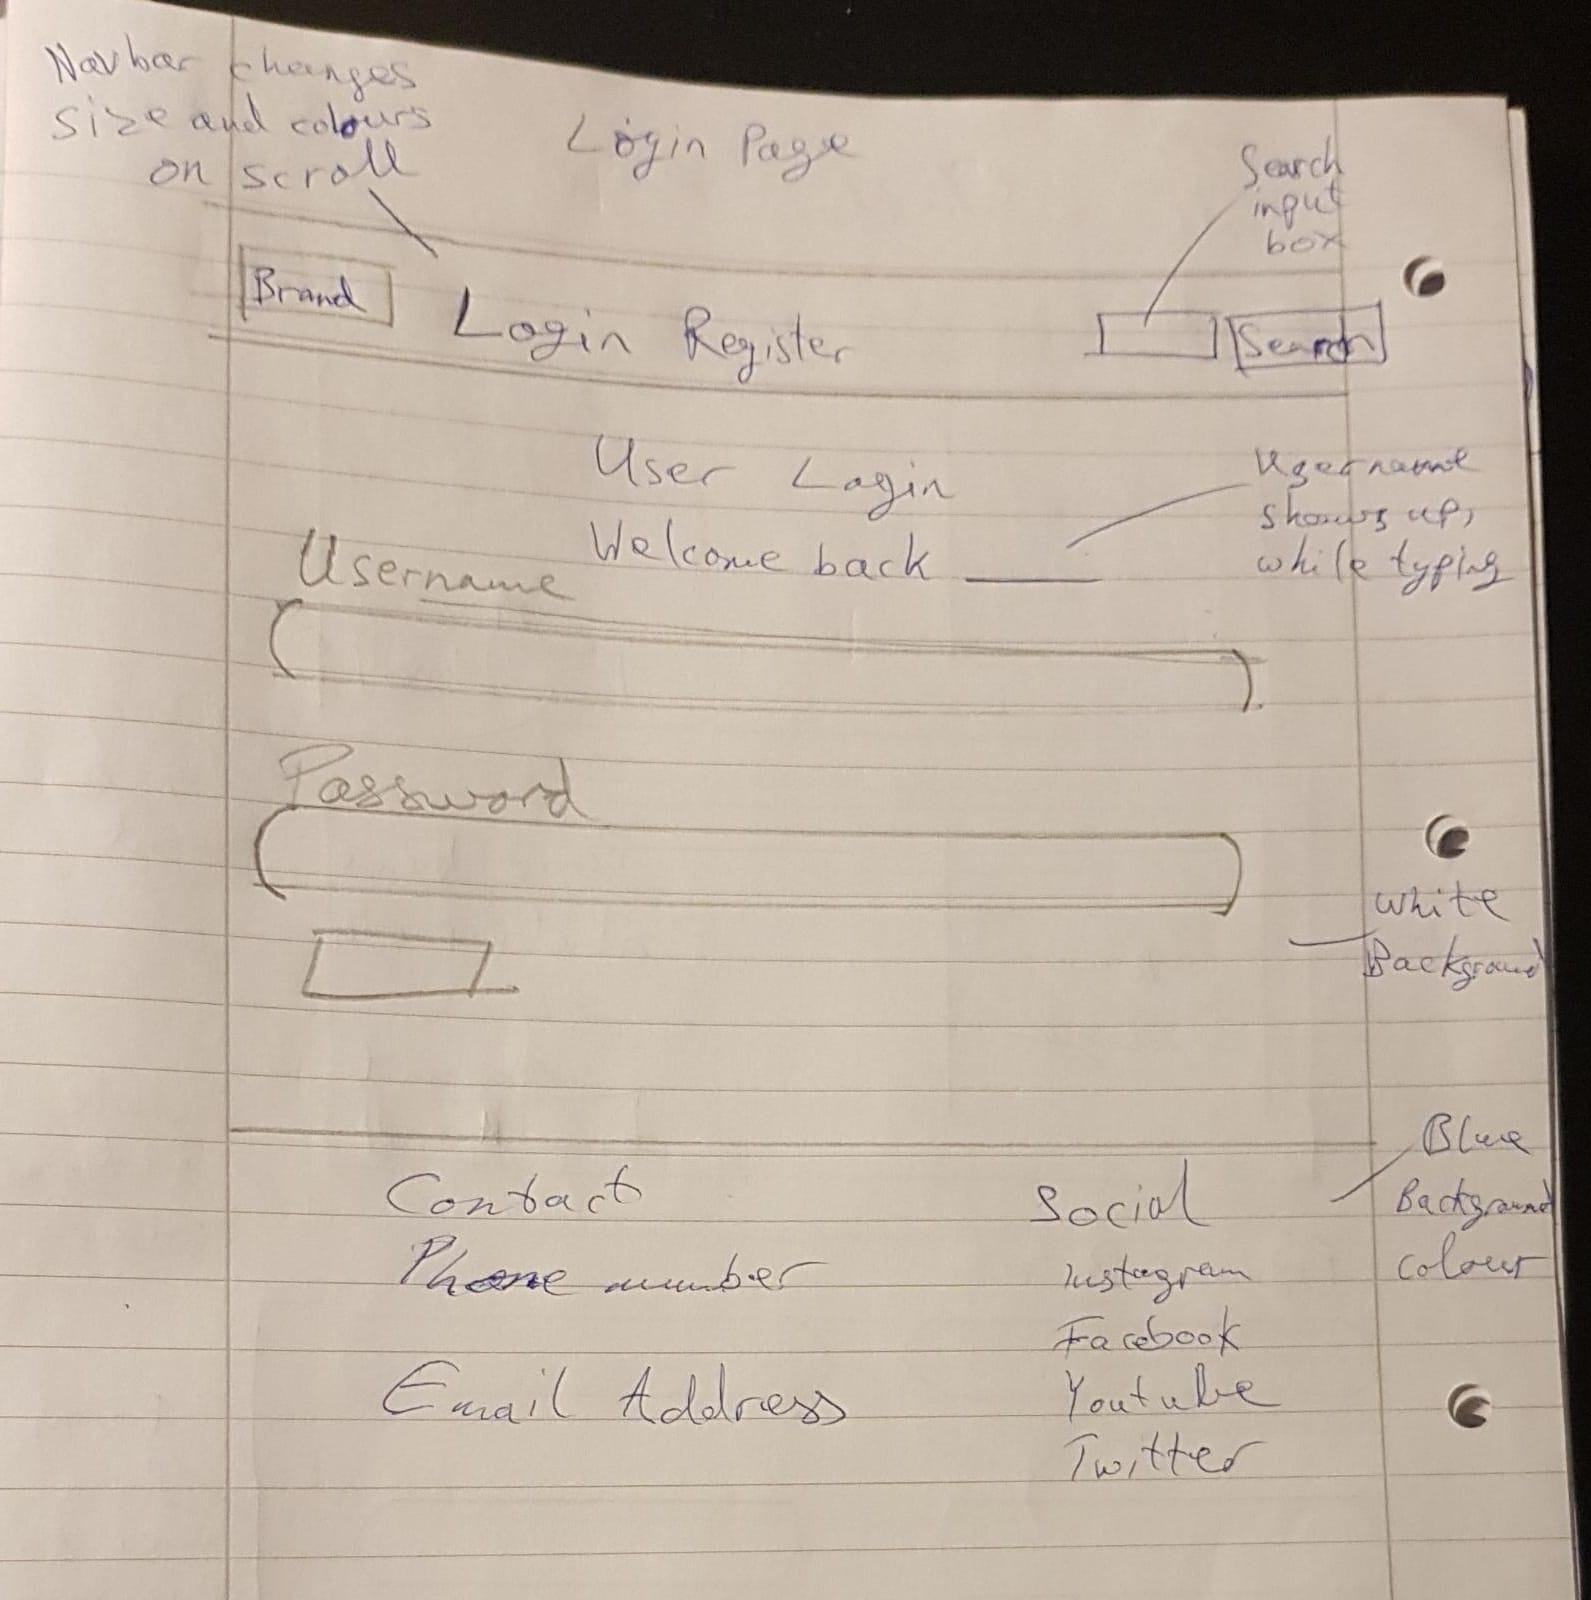 Navbar changes
size and colours
on scroll
Login Page
Search
input
box
Brand
Login Register
Search
User Login
Welcome back
Username
shows up,
while typing
Username
Password
White
Background
Contact
Social
Blue
Background
colour
Phone number
Instagram
Facebook
Email Address
Youtube
Twitter